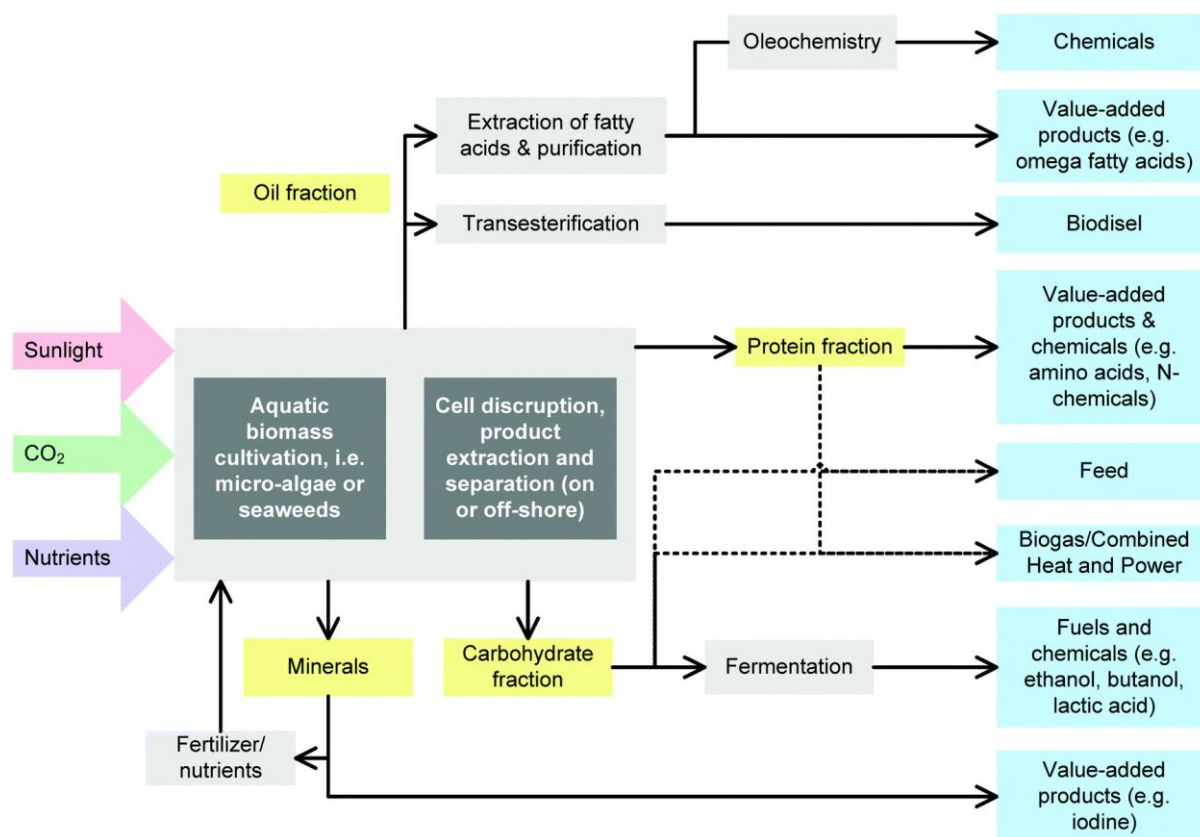 Oleochemistry
Chemicals
Extraction of fatty
acids & purification
Value-added
products (e.g.
omega fatty acids)
Oil fraction
Transesterification
Biodisel
Sunlight
CO₂
Nutrients
Aquatic
biomass
cultivation, i.e.
micro-algae or
seaweeds
Cell discruption,
product
extraction and
separation (on
or off-shore)
Protein fraction
Value-added
products &
chemicals (e.g.
amino acids, N-
chemicals)
Feed
Biogas/Combined
Heat and Power
Minerals
Carbohydrate
fraction
Fermentation
Fuels and
chemicals (e.g.
ethanol, butanol,
lactic acid)
Fertilizer/
nutrients
Value-added
products (e.g.
iodine)